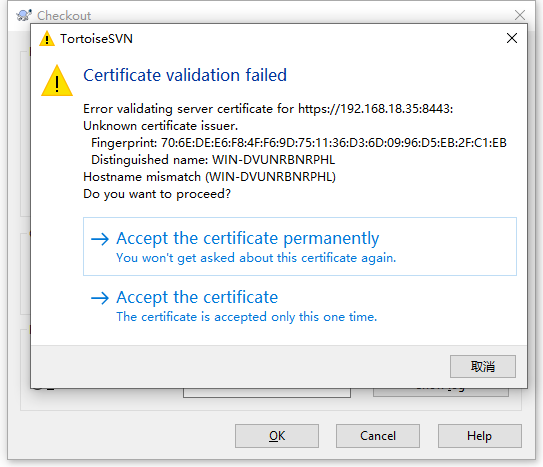 Checkout
TortoiseSVN
Certificate validation failed
Error validating server certificate for https://192.168.18.35:8443:
Unknown certificate issuer.
Fingerprint: 70:6E:DE:E6:F8:4F:F6:9D:75:11:36:D3:6D:09:96:D5:EB:2F:C1:EB
Distinguished name: WIN-DVUNRBNRPHL
Hostname mismatch (WIN-DVUNRBNRPHL)
Do you want to proceed?
Accept the certificate permanently
You won't get asked about this certificate again.
Accept the certificate
The certificate is accepted only this one time.
取消
OK
Cancel
Help